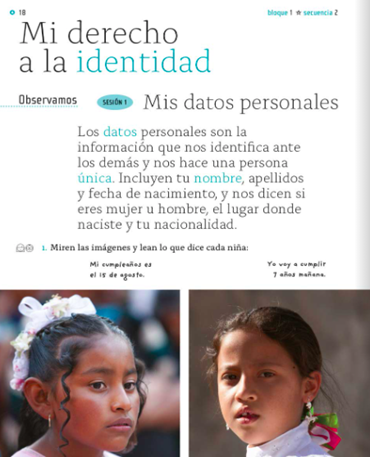 18
bloque 1 secuencia 2
Mi derecho
a la identidad
Observamos
SESIÓN 1
Mis datos personales
Los datos personales son la
información que nos identifica ante
los demás y nos hace una persona
única. Incluyen tu nombre, apellidos
y fecha de nacimiento, y nos dicen si
eres mujer u hombre, el lugar donde
naciste y tu nacionalidad.
1. Miren las imágenes y lean lo que dice cada niña:
Mi cumpleaños es
el 15 de agosto.
Yo voy a cumplir
7 años mañana.